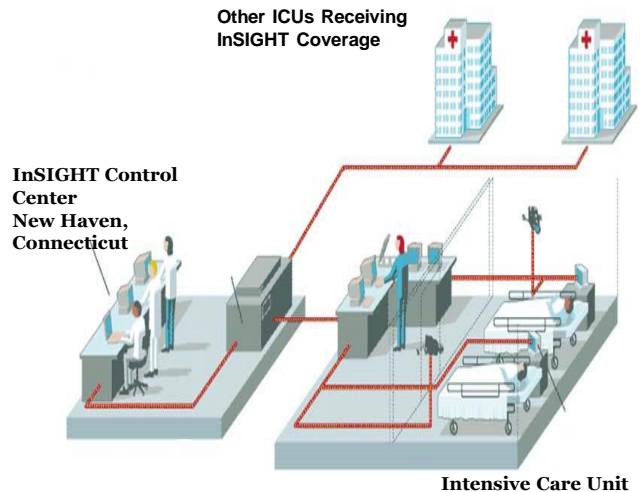 Other ICUs Receiving
InSIGHT Coverage
InSIGHT Control
Center
New Haven,
Connecticut
Intensive Care Unit